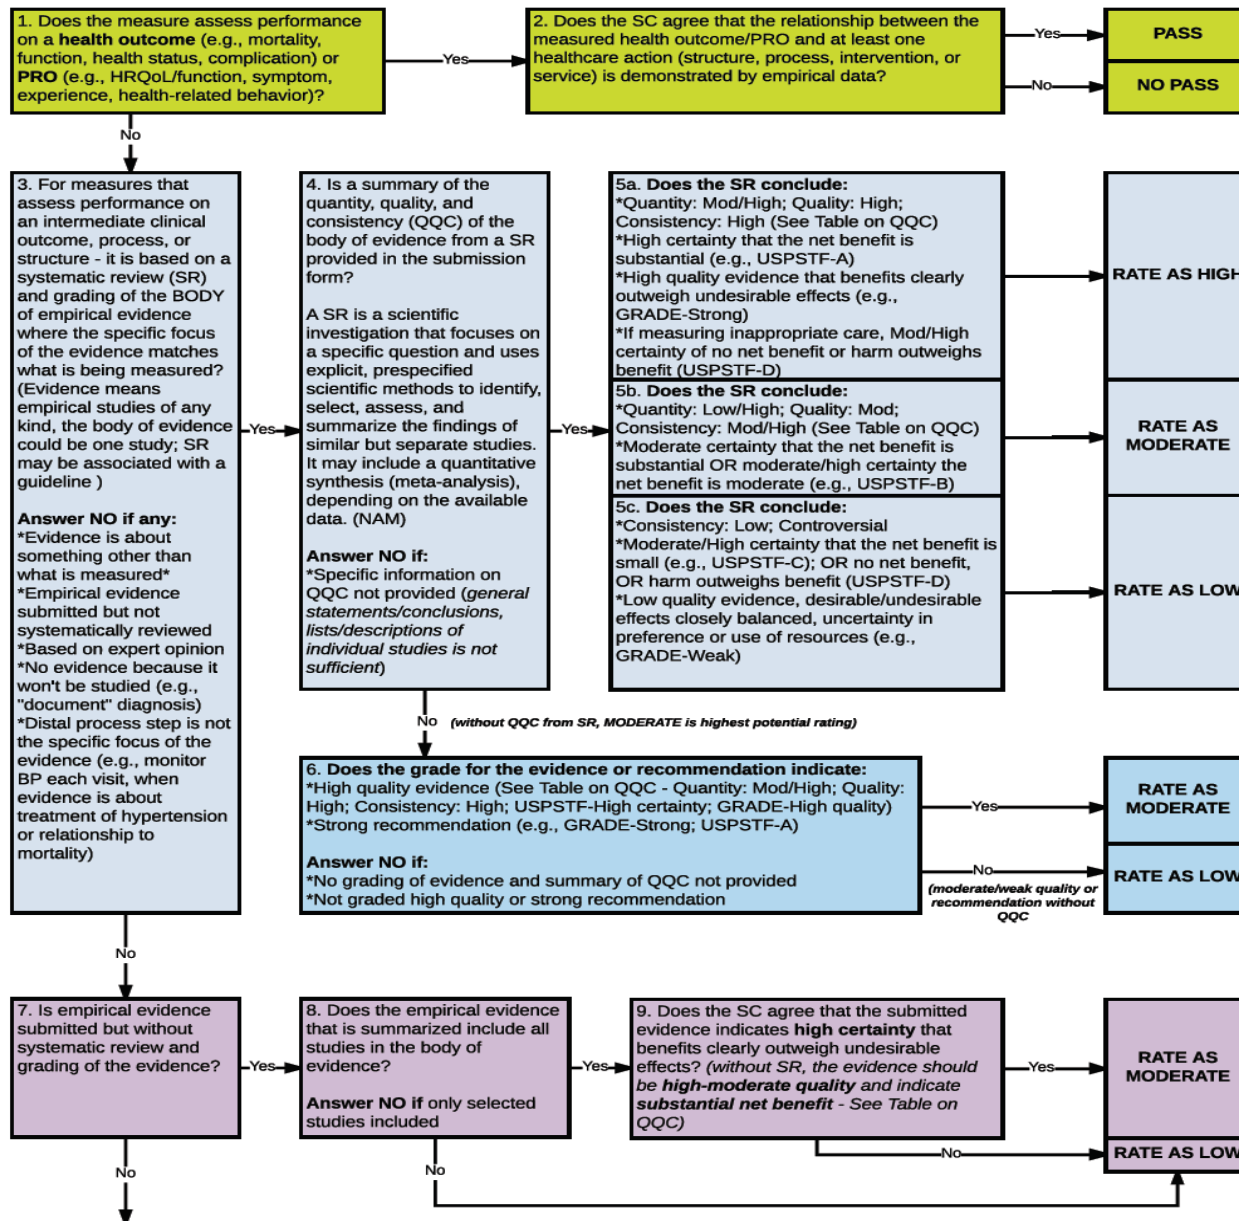 1. Does the measure assess performance
on a health outcome (e.g., mortality,
function, health status, complication) or
PRO (e.g., HRQoL/function, symptom,
experience, health-related behavior)?
Yes
2. Does the SC agree that the relationship between the
measured health outcome/PRO and at least one
healthcare action (structure, process, intervention, or
service) is demonstrated by empirical data?
Yes
PASS
No
NO PASS
No
3. For measures that
assess performance on
an intermediate clinical
outcome, process, or
structure - it is based on a
systematic review (SR)
and grading of the BODY
of empirical evidence
where the specific focus
of the evidence matches
what is being measured?
(Evidence means
empirical studies of any
kind, the body of evidence
could be one study; SR
may be associated with a
guideline )
Answer NO if any:
*Evidence is about
something other than
what is measured*
*Empirical evidence
submitted but not
systematically reviewed
*Based on expert opinion
*No evidence because it
won't be studied (e.g.,
"document" diagnosis)
*Distal process step is not
the specific focus of the
evidence (e.g., monitor
BP each visit, when
evidence is about
treatment of hypertension
or relationship to
mortality)
Yes
4. Is a summary of the
quantity, quality, and
consistency (QQC) of the
body of evidence from a SR
provided in the submission
form?
A SR is a scientific
investigation that focuses on
a specific question and uses
explicit, prespecified
scientific methods to identify,
select, assess, and
summarize the findings of
similar but separate studies.
It may include a quantitative
synthesis (meta-analysis),
depending on the available
data. (NAM)
Answer NO if:
*Specific information on
QQC not provided (general
statements/conclusions,
lists/descriptions of
individual studies is not
sufficient)
Yes
5a. Does the SR conclude:
*Quantity: Mod/High; Quality: High;
Consistency: High (See Table on QQC)
*High certainty that the net benefit is
substantial (e.g., USPSTF-A)
*High quality evidence that benefits clearly
outweigh undesirable effects (e.g.,
GRADE-Strong)
*If measuring inappropriate care, Mod/High
certainty of no net benefit or harm outweighs
benefit (USPSTF-D)
RATE AS HIGH
5b. Does the SR conclude:
*Quantity: Low/High; Quality: Mod;
Consistency: Mod/High (See Table on QQC)
*Moderate certainty that the net benefit is
substantial OR moderate/high certainty the
net benefit is moderate (e.g., USPSTF-B)
RATE AS
MODERATE
5c. Does the SR conclude:
*Consistency: Low; Controversial
*Moderate/High certainty that the net benefit is
small (e.g., USPSTF-C); OR no net benefit,
OR harm outweighs benefit (USPSTF-D)
*Low quality evidence, desirable/undesirable
effects closely balanced, uncertainty in
preference or use of resources (e.g.,
GRADE-Weak)
RATE AS LOW
No (without QQC from SR, MODERATE is highest potential rating)
6. Does the grade for the evidence or recommendation indicate:
*High quality evidence (See Table on QQC - Quantity: Mod/High; Quality:
High; Consistency: High; USPSTF-High certainty; GRADE-High quality)
*Strong recommendation (e.g., GRADE-Strong; USPSTF-A)
Answer NO if:
*No grading of evidence and summary of QQC not provided
*Not graded high quality or strong recommendation
Yes
RATE AS
MODERATE
No
(moderate/weak quality or
recommendation without
QQC
RATE AS LOW
No
7. Is empirical evidence
submitted but without
systematic review and
grading of the evidence?
Yes
8. Does the empirical evidence
that is summarized include all
studies in the body of
evidence?
Answer NO if only selected
studies included
Yes
9. Does the SC agree that the submitted
evidence indicates high certainty that
benefits clearly outweigh undesirable
effects? (without SR, the evidence should
be high-moderate quality and indicate
substantial net benefit - See Table on
QQC)
Yes
RATE AS
MODERATE
No
RATE AS LOW
No
No